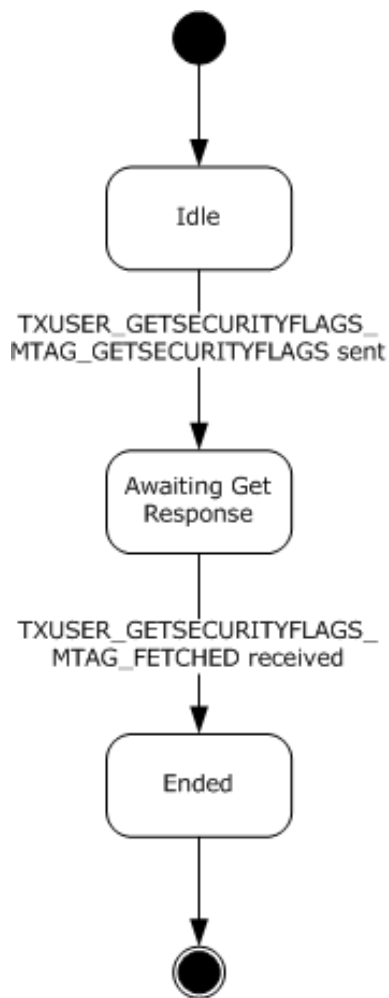 Idle
TXUSER_GETSECURITYFLAGS_
MTAG_GETSECURITYFLAGS sent
Awaiting Get
Response
TXUSER_GETSECURITYFLAGS_
MTAG_FETCHED received
Ended